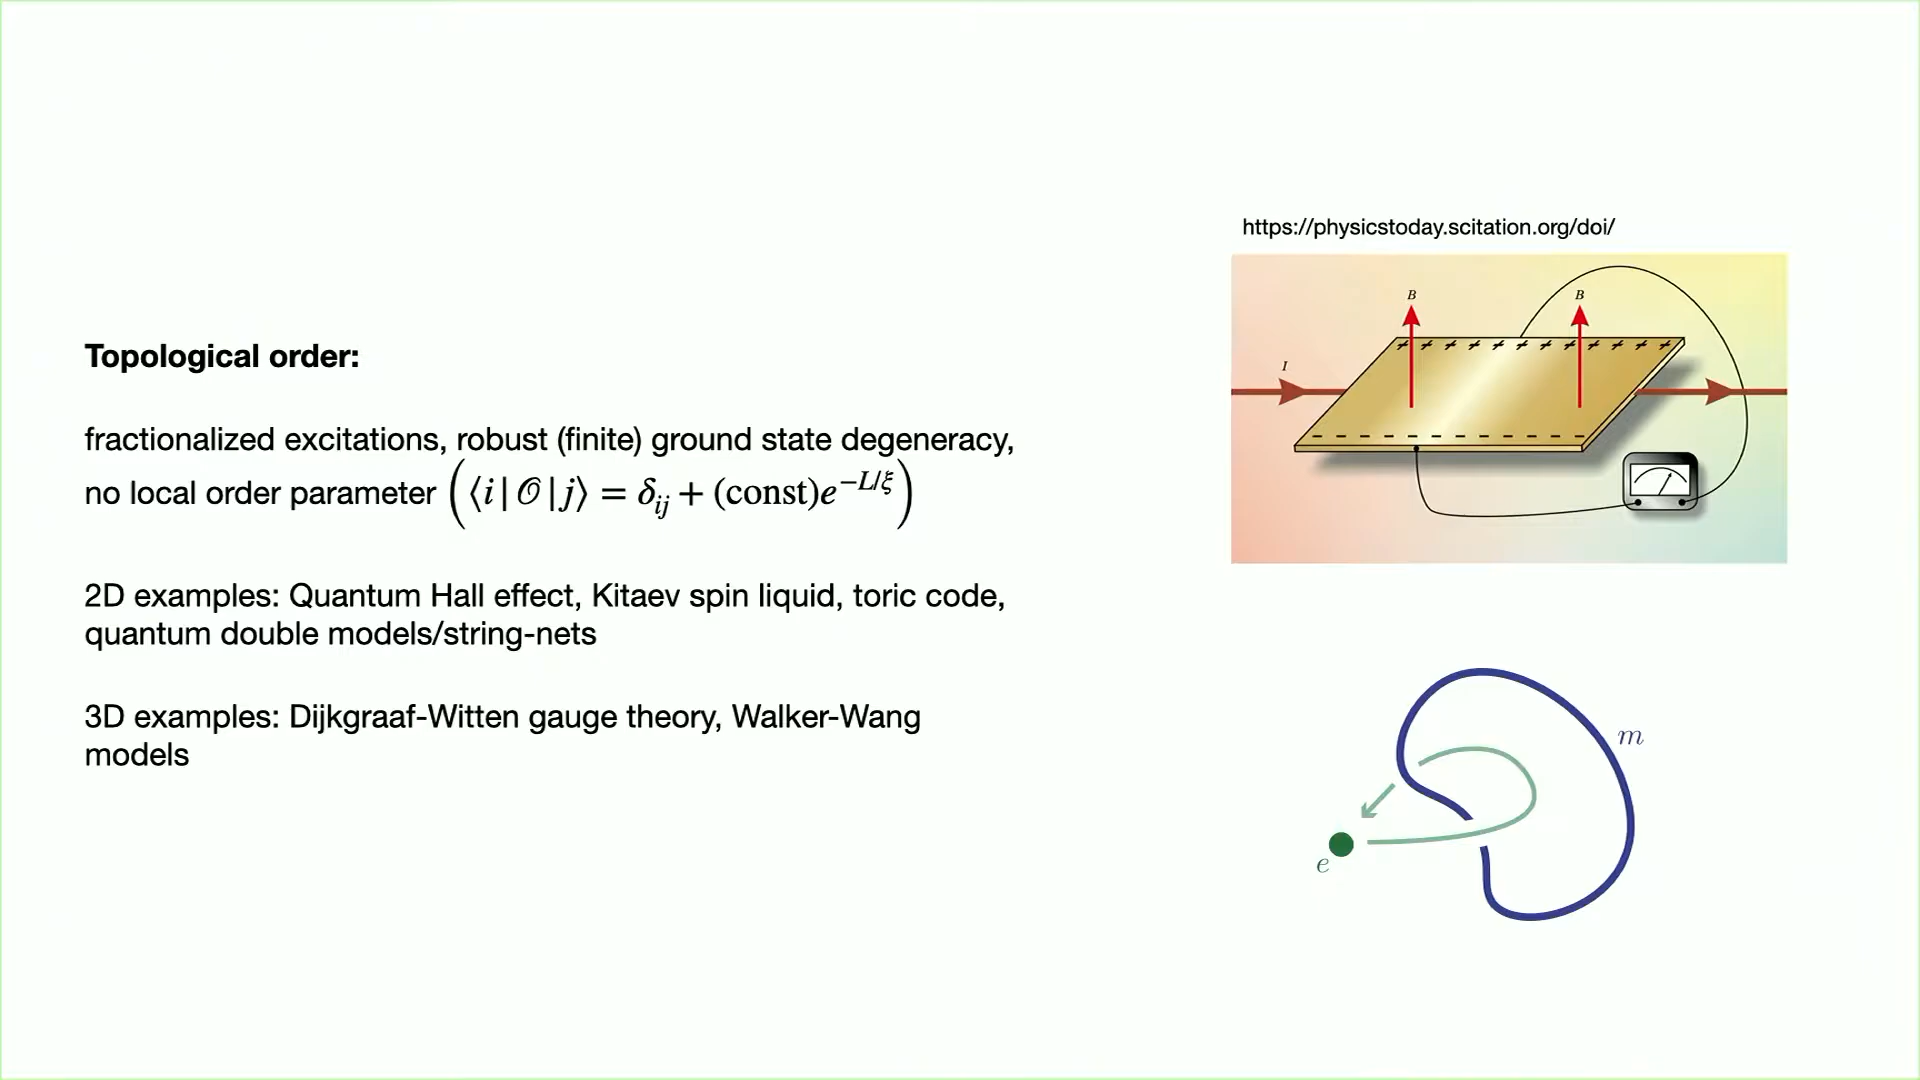 Topological order:
fractionalized excitations, robust (finite) ground state degeneracy,
no local order parameter (⟨i|𝒪|j⟩ = δ_{ij} + (const)e^{−L/ξ})
2D examples: Quantum Hall effect, Kitaev spin liquid, toric code,
quantum double models/string-nets
3D examples: Dijkgraaf-Witten gauge theory, Walker-Wang
models
https://physicstoday.scitation.org/doi/
B
B
I
m
e